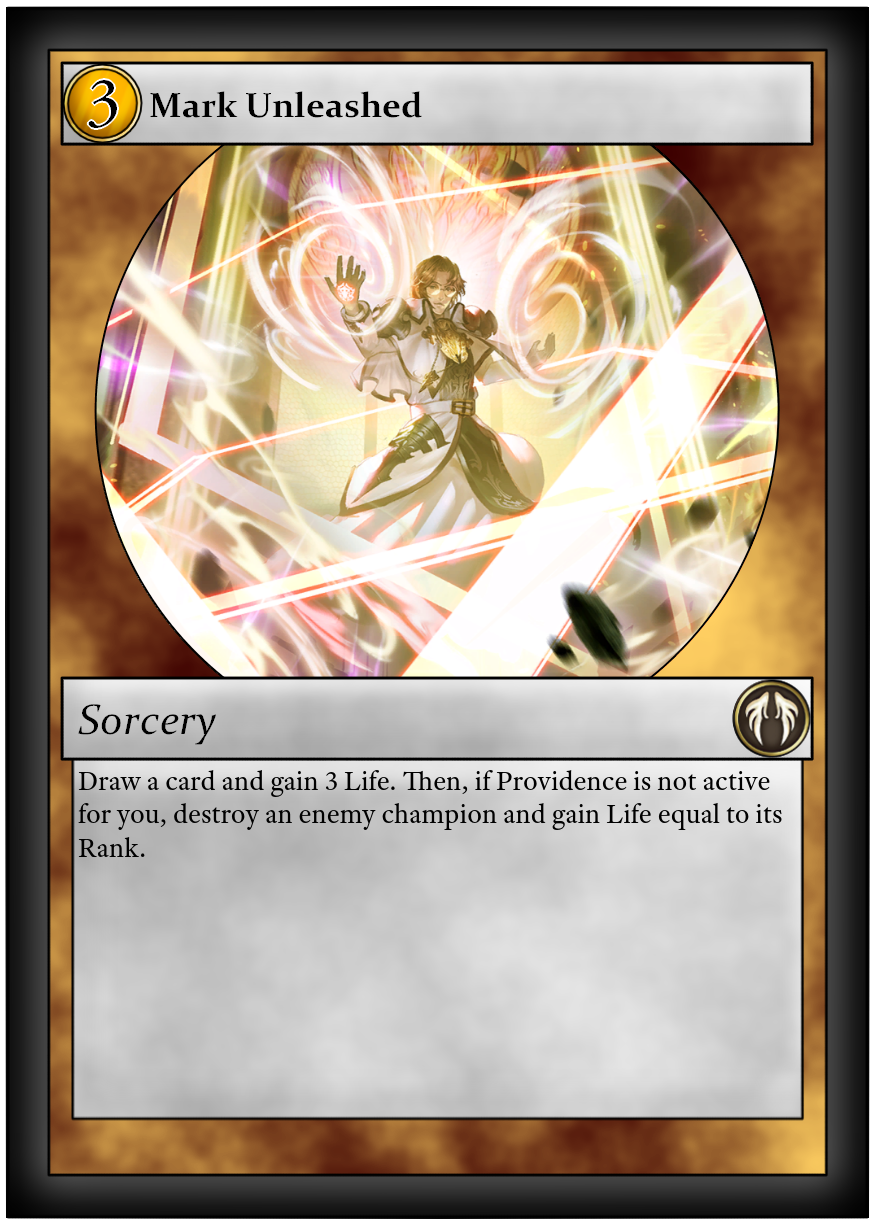 3 Mark Unleashed
Sorcery
Draw a card and gain 3 Life. Then, if Providence is not active
for you, destroy an enemy champion and gain Life equal to its
Rank.